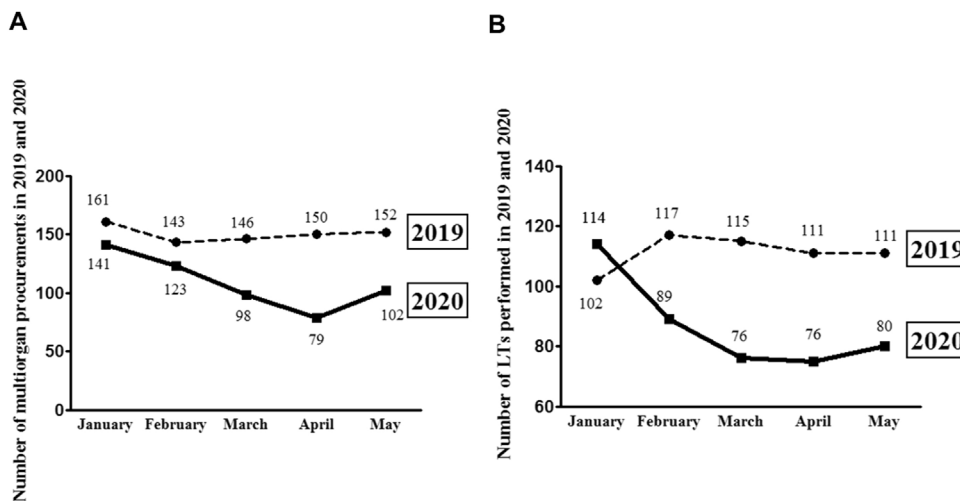 A
Number of multiorgan procurements in 2019 and 2020
200
150
100
50
0
161
143
146
150
152
2019
141
123
98
79
102
2020
January
February
March
April
May
B
Number of LTs performed in 2019 and 2020
140
120
100
80
60
114
117
115
111
111
2019
102
89
76
76
80
2020
January
February
March
April
May